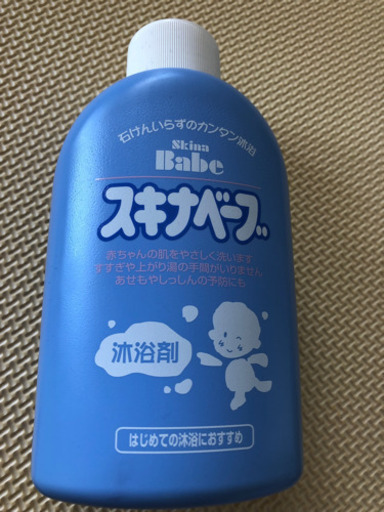 石けんいらずのカンタン沐浴
Skina
Babe
スキナベーブ
赤ちゃんの肌をやさしく洗います
すすぎや上がり湯の手間がいりません
あせもやしっしんの予防にも
沐浴剤
はじめての沐浴におすすめ